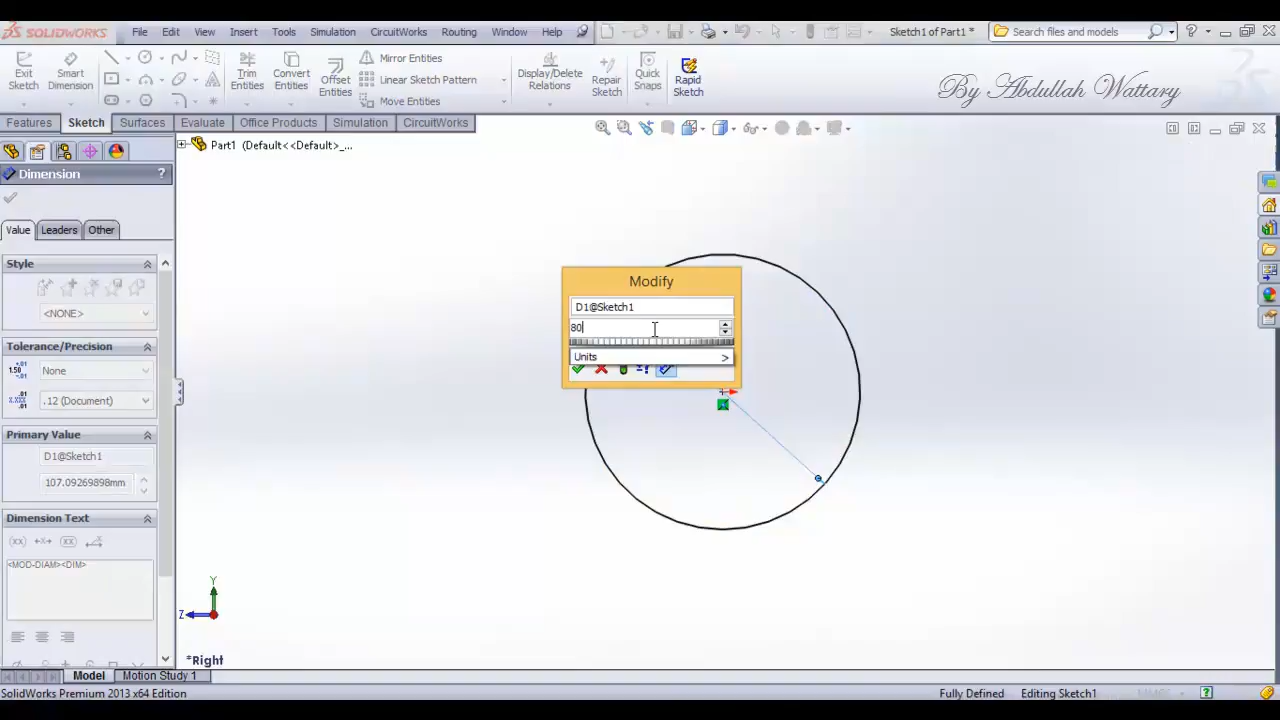 SOLIDWORKS
File Edit View Insert Tools Simulation CircuitWorks Routing Window Help
Sketch1 of Part1 *
Search files and models
Exit Sketch
Smart Dimension
Trim Entities
Convert Entities
Offset Entities
Mirror Entities
Linear Sketch Pattern
Move Entities
Display/Delete Relations
Repair Sketch
Quick Snaps
Rapid Sketch
By Abdullah Wattary
Features Sketch Surfaces Evaluate Office Products Simulation CircuitWorks
Part1 (Default<<Default>_...
Dimension ?
Value Leaders Other
Style
<NONE>
Tolerance/Precision
None
.12 (Document)
Primary Value
D1@Sketch1
107.09269898mm
Dimension Text
<MOD-DIAM><DIM>
Modify
D1@Sketch1
80
Units >
Y
Z
*Right
Model Motion Study 1
SolidWorks Premium 2013 x64 Edition
Fully Defined Editing Sketch1